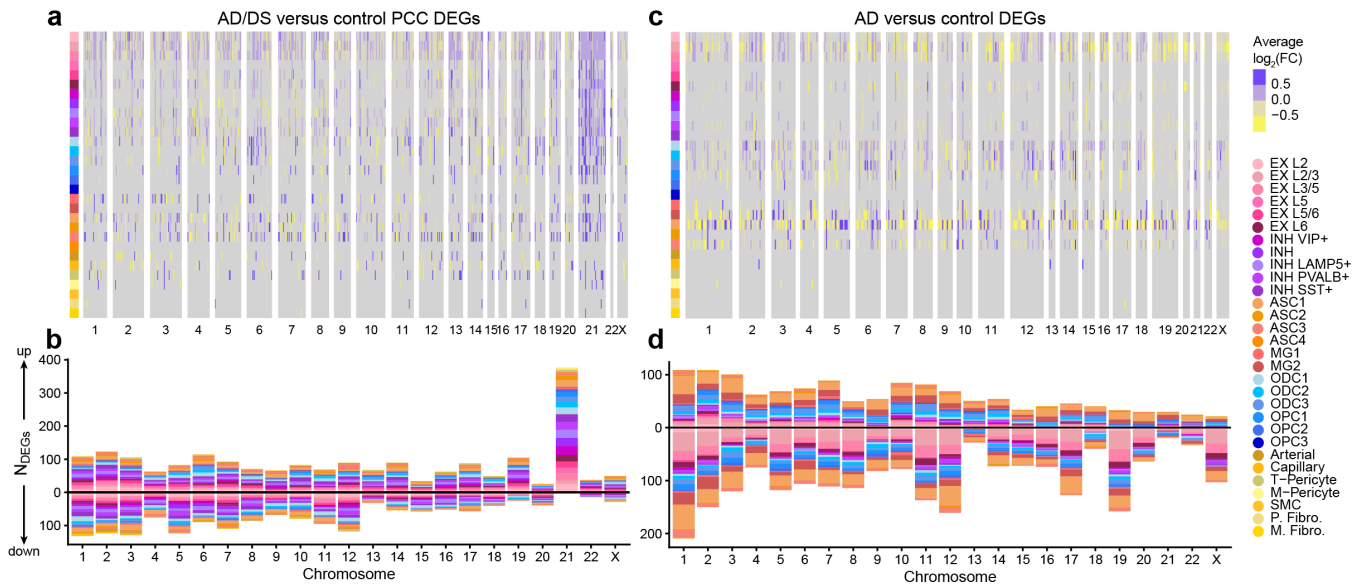 a
AD/DS versus control PCC DEGs
1 2 3 4 5 6 7 8 9 10 11 12 13 14 15 16 17 18 19 20 21 22 X
b
up
N_DEGs
down
400
300
200
100
0
100
1 2 3 4 5 6 7 8 9 10 11 12 13 14 15 16 17 18 19 20 21 22 X
Chromosome
c
AD versus control DEGs
1 2 3 4 5 6 7 8 9 10 11 12 13 14 15 16 17 18 19 20 21 22 X
d
100
0
100
200
1 2 3 4 5 6 7 8 9 10 11 12 13 14 15 16 17 18 19 20 21 22 X
Chromosome
Average
log₂(FC)
0.5
0.0
−0.5
EX L2
EX L2/3
EX L3/5
EX L5
EX L5/6
EX L6
INH VIP+
INH
INH LAMP5+
INH PVALB+
INH SST+
ASC1
ASC2
ASC3
ASC4
MG1
MG2
ODC1
ODC2
ODC3
OPC1
OPC2
OPC3
Arterial
Capillary
T−Pericyte
M−Pericyte
SMC
P. Fibro.
M. Fibro.